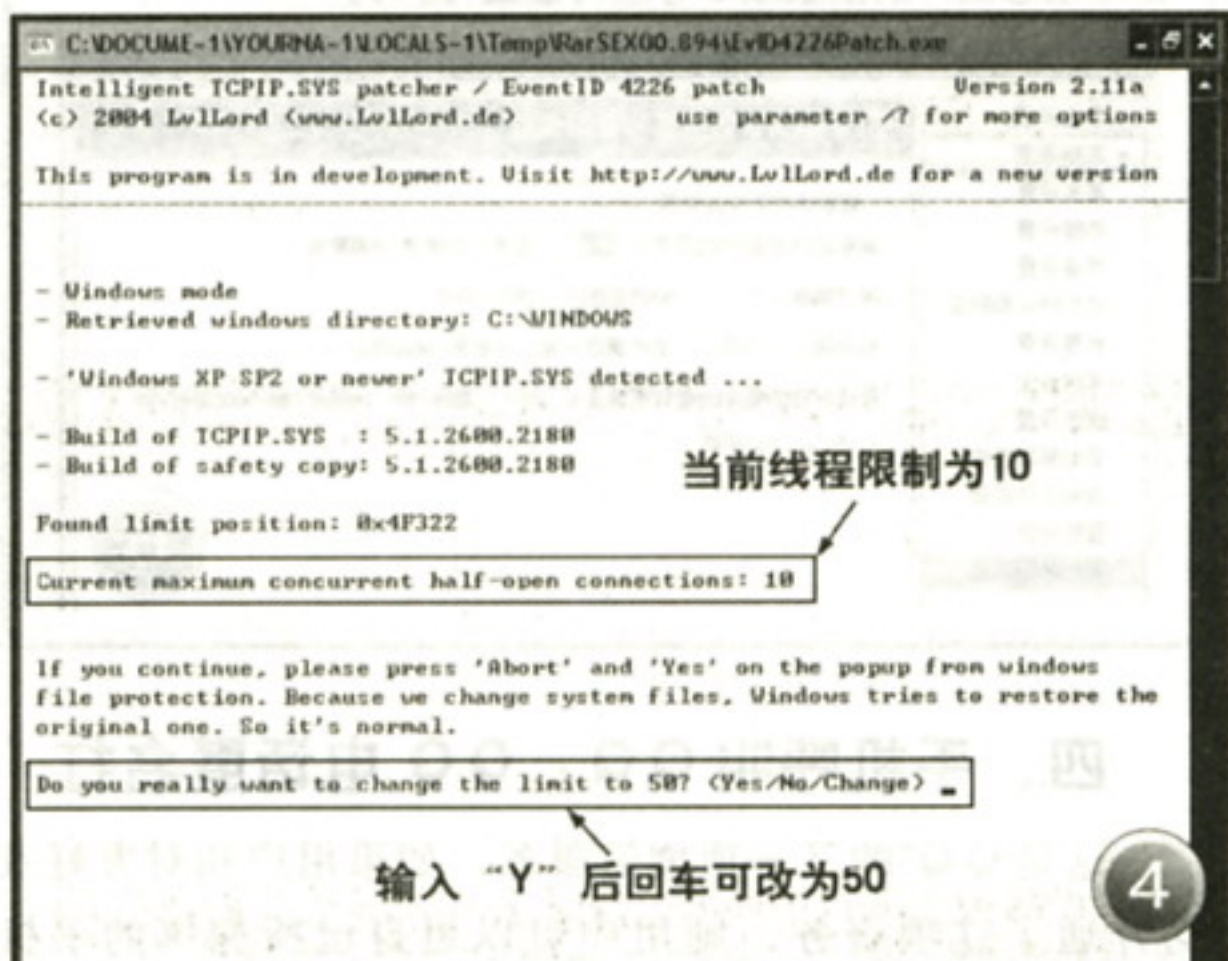 C:\DOCUME~1\YOURNA~1\LOCALS~1\Temp\RarSEX00.894\EvID4226Patch.exe
Intelligent TCPIP.SYS patcher / EventID 4226 patch Version 2.11a
(c) 2004 LvlLord (www.LvlLord.de) use parameter /? for more options
This program is in development. Visit http://www.LvlLord.de for a new version
- Windows mode
- Retrieved windows directory: C:\WINDOWS
- 'Windows XP SP2 or newer' TCPIP.SYS detected ...
- Build of TCPIP.SYS : 5.1.2600.2180
- Build of safety copy: 5.1.2600.2180
当前线程限制为10
Found limit position: 0x4F322
Current maximum concurrent half-open connections: 10
If you continue, please press 'Abort' and 'Yes' on the popup from windows
file protection. Because we change system files, Windows tries to restore the
original one. So it's normal.
Do you really want to change the limit to 50? (Yes/No/Change) _
输入 "Y" 后回车可改为50
4